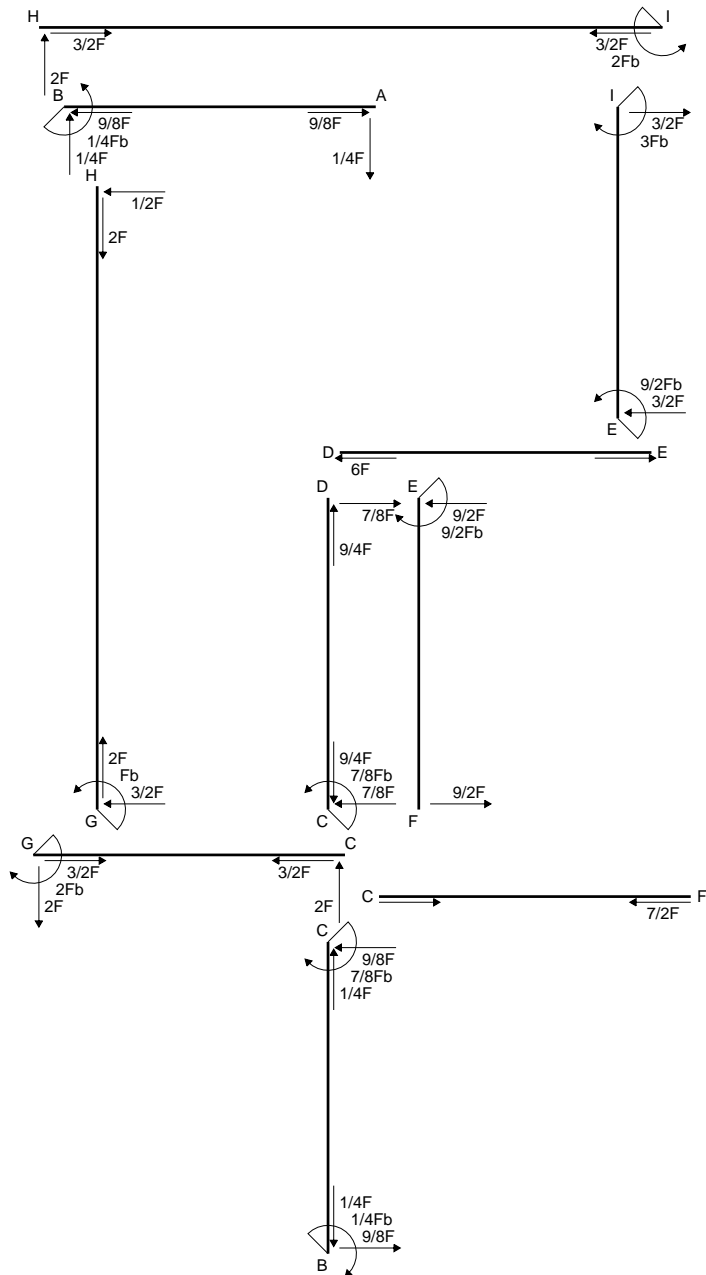 H I
3/2F 3/2F
2Fb
2F
B A I
9/8F 9/8F 3/2F
1/4Fb 3Fb
1/4F 1/4F
H
1/2F
2F
9/2Fb
3/2F
E
D E
6F
D E
7/8F 9/2F
9/2Fb
9/4F
2F 9/4F
Fb 7/8Fb
3/2F 7/8F 9/2F
G C F
G C
3/2F 3/2F
2Fb
2F 2F
C F
7/2F
C
9/8F
7/8Fb
1/4F
1/4F
1/4Fb
9/8F
B